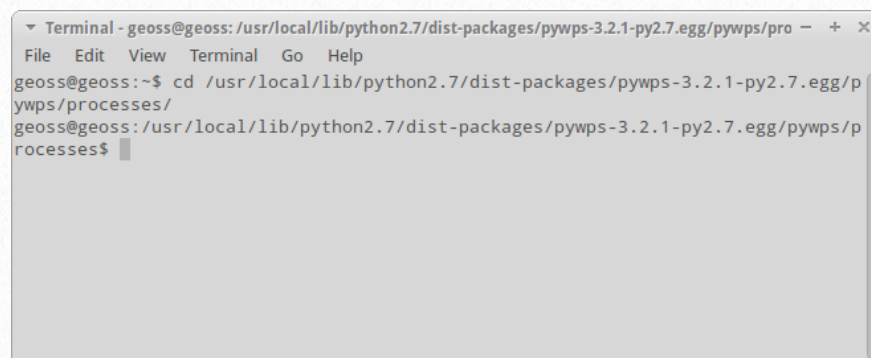 Terminal - geoss@geoss: /usr/local/lib/python2.7/dist-packages/pywps-3.2.1-py2.7.egg/pywps/pro
File Edit View Terminal Go Help
geoss@geoss:~$ cd /usr/local/lib/python2.7/dist-packages/pywps-3.2.1-py2.7.egg/p
ywps/processes/
geoss@geoss:/usr/local/lib/python2.7/dist-packages/pywps-3.2.1-py2.7.egg/pywps/p
rocesses$